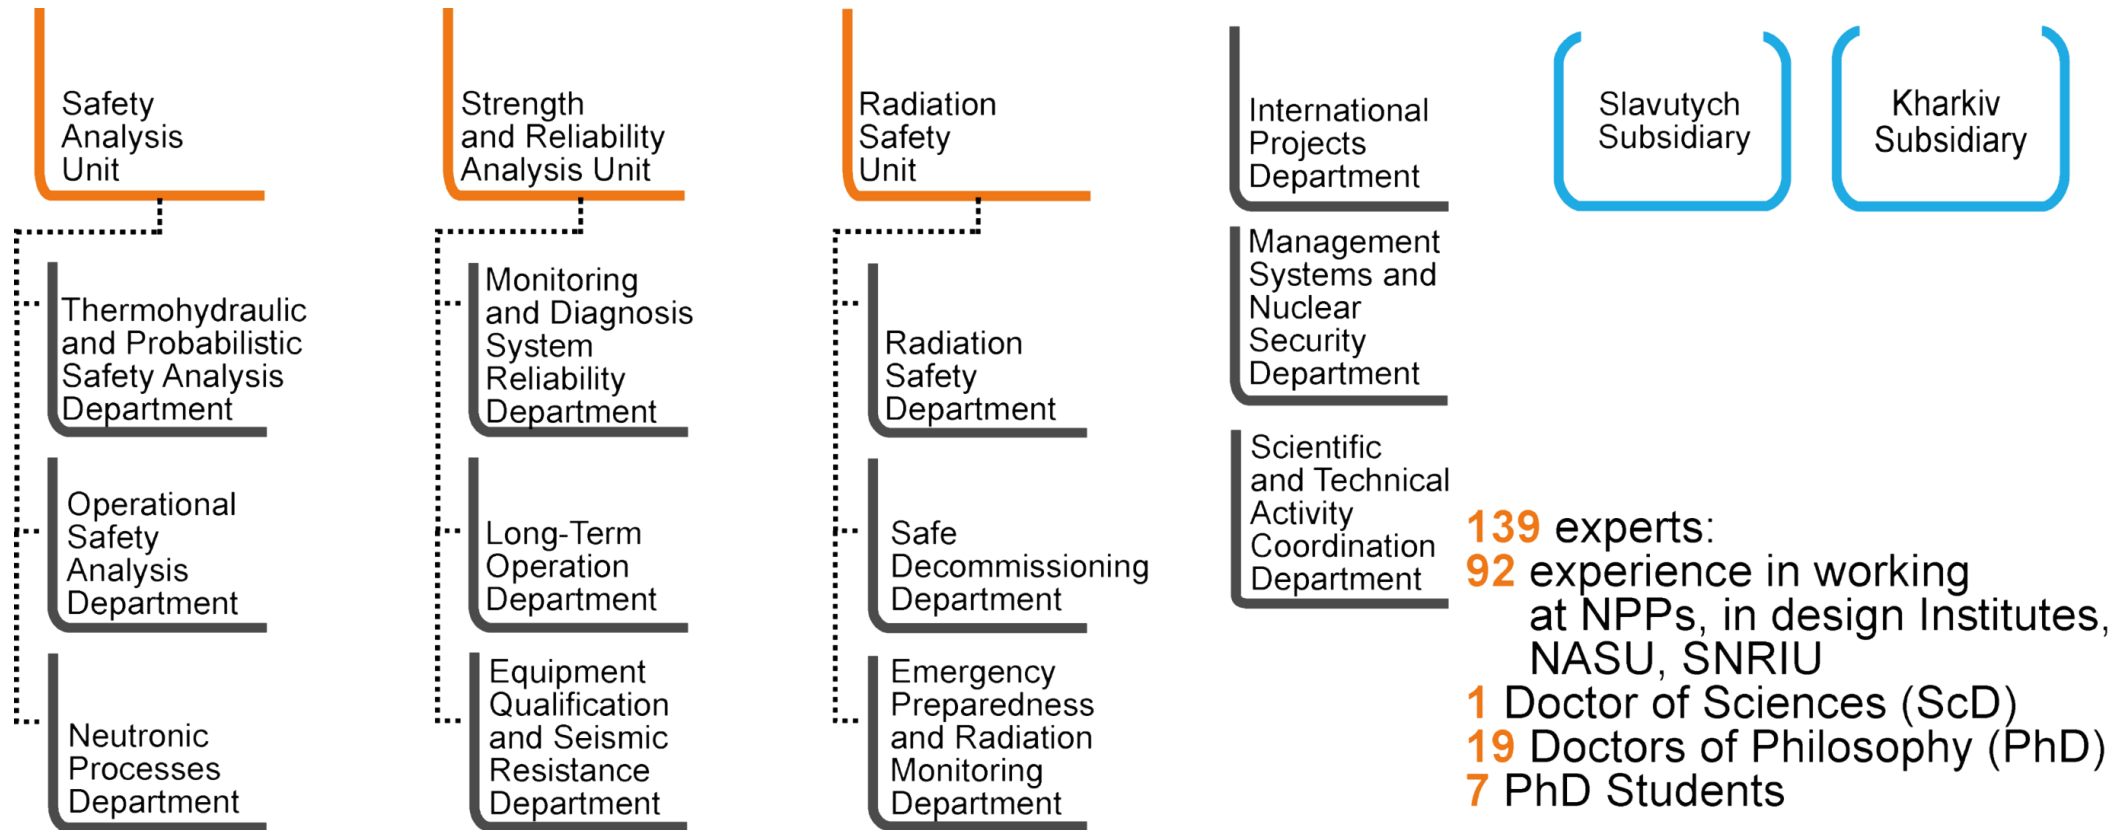 Safety
Analysis
Unit
Thermohydraulic
and Probabilistic
Safety Analysis
Department
Operational
Safety
Analysis
Department
Neutronic
Processes
Department
Strength
and Reliability
Analysis Unit
Monitoring
and Diagnosis
System
Reliability
Department
Long-Term
Operation
Department
Equipment
Qualification
and Seismic
Resistance
Department
Radiation
Safety
Unit
Radiation
Safety
Department
Safe
Decommissioning
Department
Emergency
Preparedness
and Radiation
Monitoring
Department
International
Projects
Department
Management
Systems and
Nuclear
Security
Department
Scientific
and Technical
Activity
Coordination
Department
Slavutych
Subsidiary
Kharkiv
Subsidiary
139 experts:
92 experience in working
at NPPs, in design Institutes,
NASU, SNRIU
1 Doctor of Sciences (ScD)
19 Doctors of Philosophy (PhD)
7 PhD Students